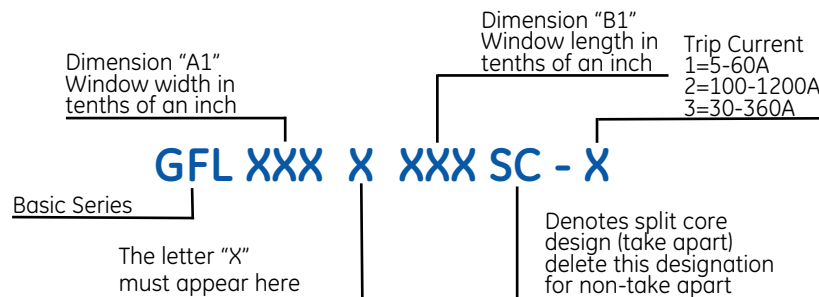 Dimension “B1”
Window length in
tenths of an inch
Trip Current
1=5-60A
2=100-1200A
3=30-360A
Dimension “A1”
Window width in
tenths of an inch
GFL XXX X XXX SC - X
Basic Series
The letter “X”
must appear here
Denotes split core
design (take apart)
delete this designation
for non-take apart